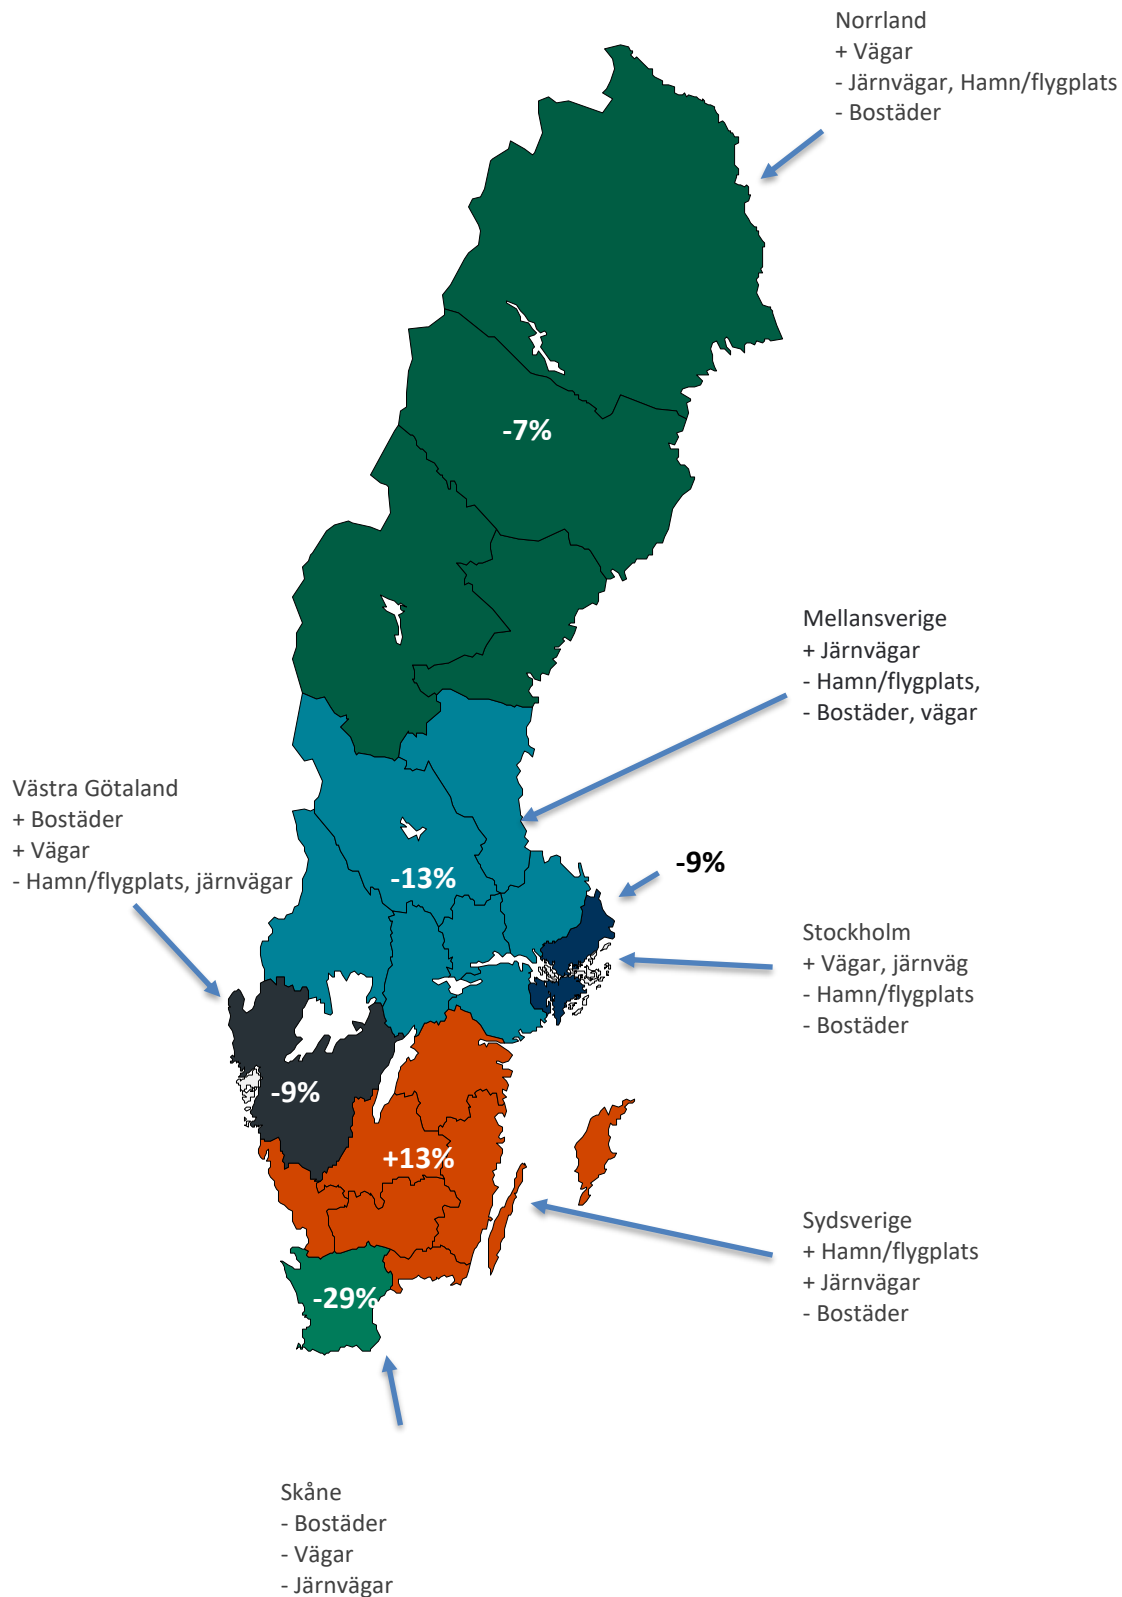 Norrland
+ Vägar
- Järnvägar, Hamn/flygplats
- Bostäder
-7%
Mellansverige
+ Järnvägar
- Hamn/flygplats,
- Bostäder, vägar
Västra Götaland
+ Bostäder
+ Vägar
- Hamn/flygplats, järnvägar
-13%
-9%
Stockholm
+ Vägar, järnväg
- Hamn/flygplats
- Bostäder
-9%
+13%
Sydsverige
+ Hamn/flygplats
+ Järnvägar
- Bostäder
-29%
Skåne
- Bostäder
- Vägar
- Järnvägar